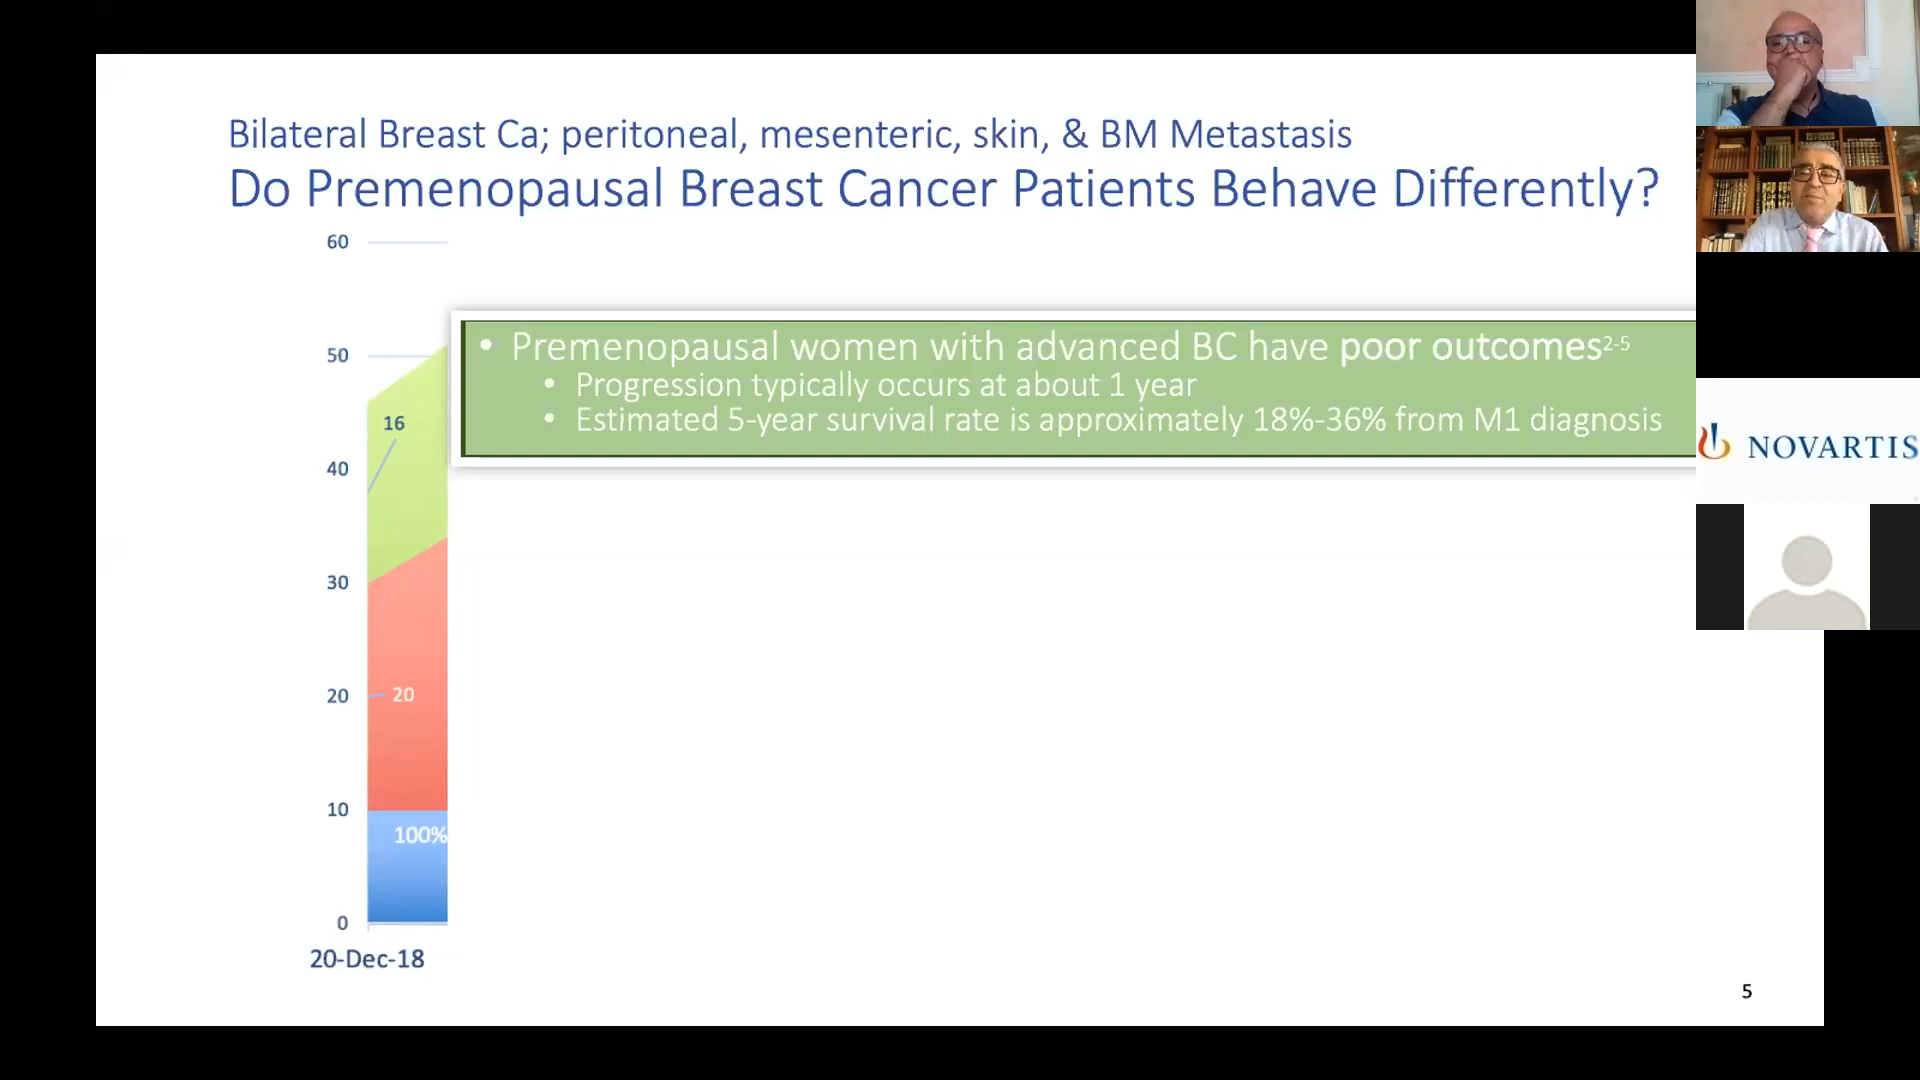 Bilateral Breast Ca; peritoneal, mesenteric, skin, & BM Metastasis
Do Premenopausal Breast Cancer Patients Behave Differently?
60
• Premenopausal women with advanced BC have poor outcomes2-5
50
• Progression typically occurs at about 1 year
• Estimated 5-year survival rate is approximately 18%-36% from M1 diagnosis
16
NOVARTIS
40
30
20
20
10
100%
0
20-Dec-18
5